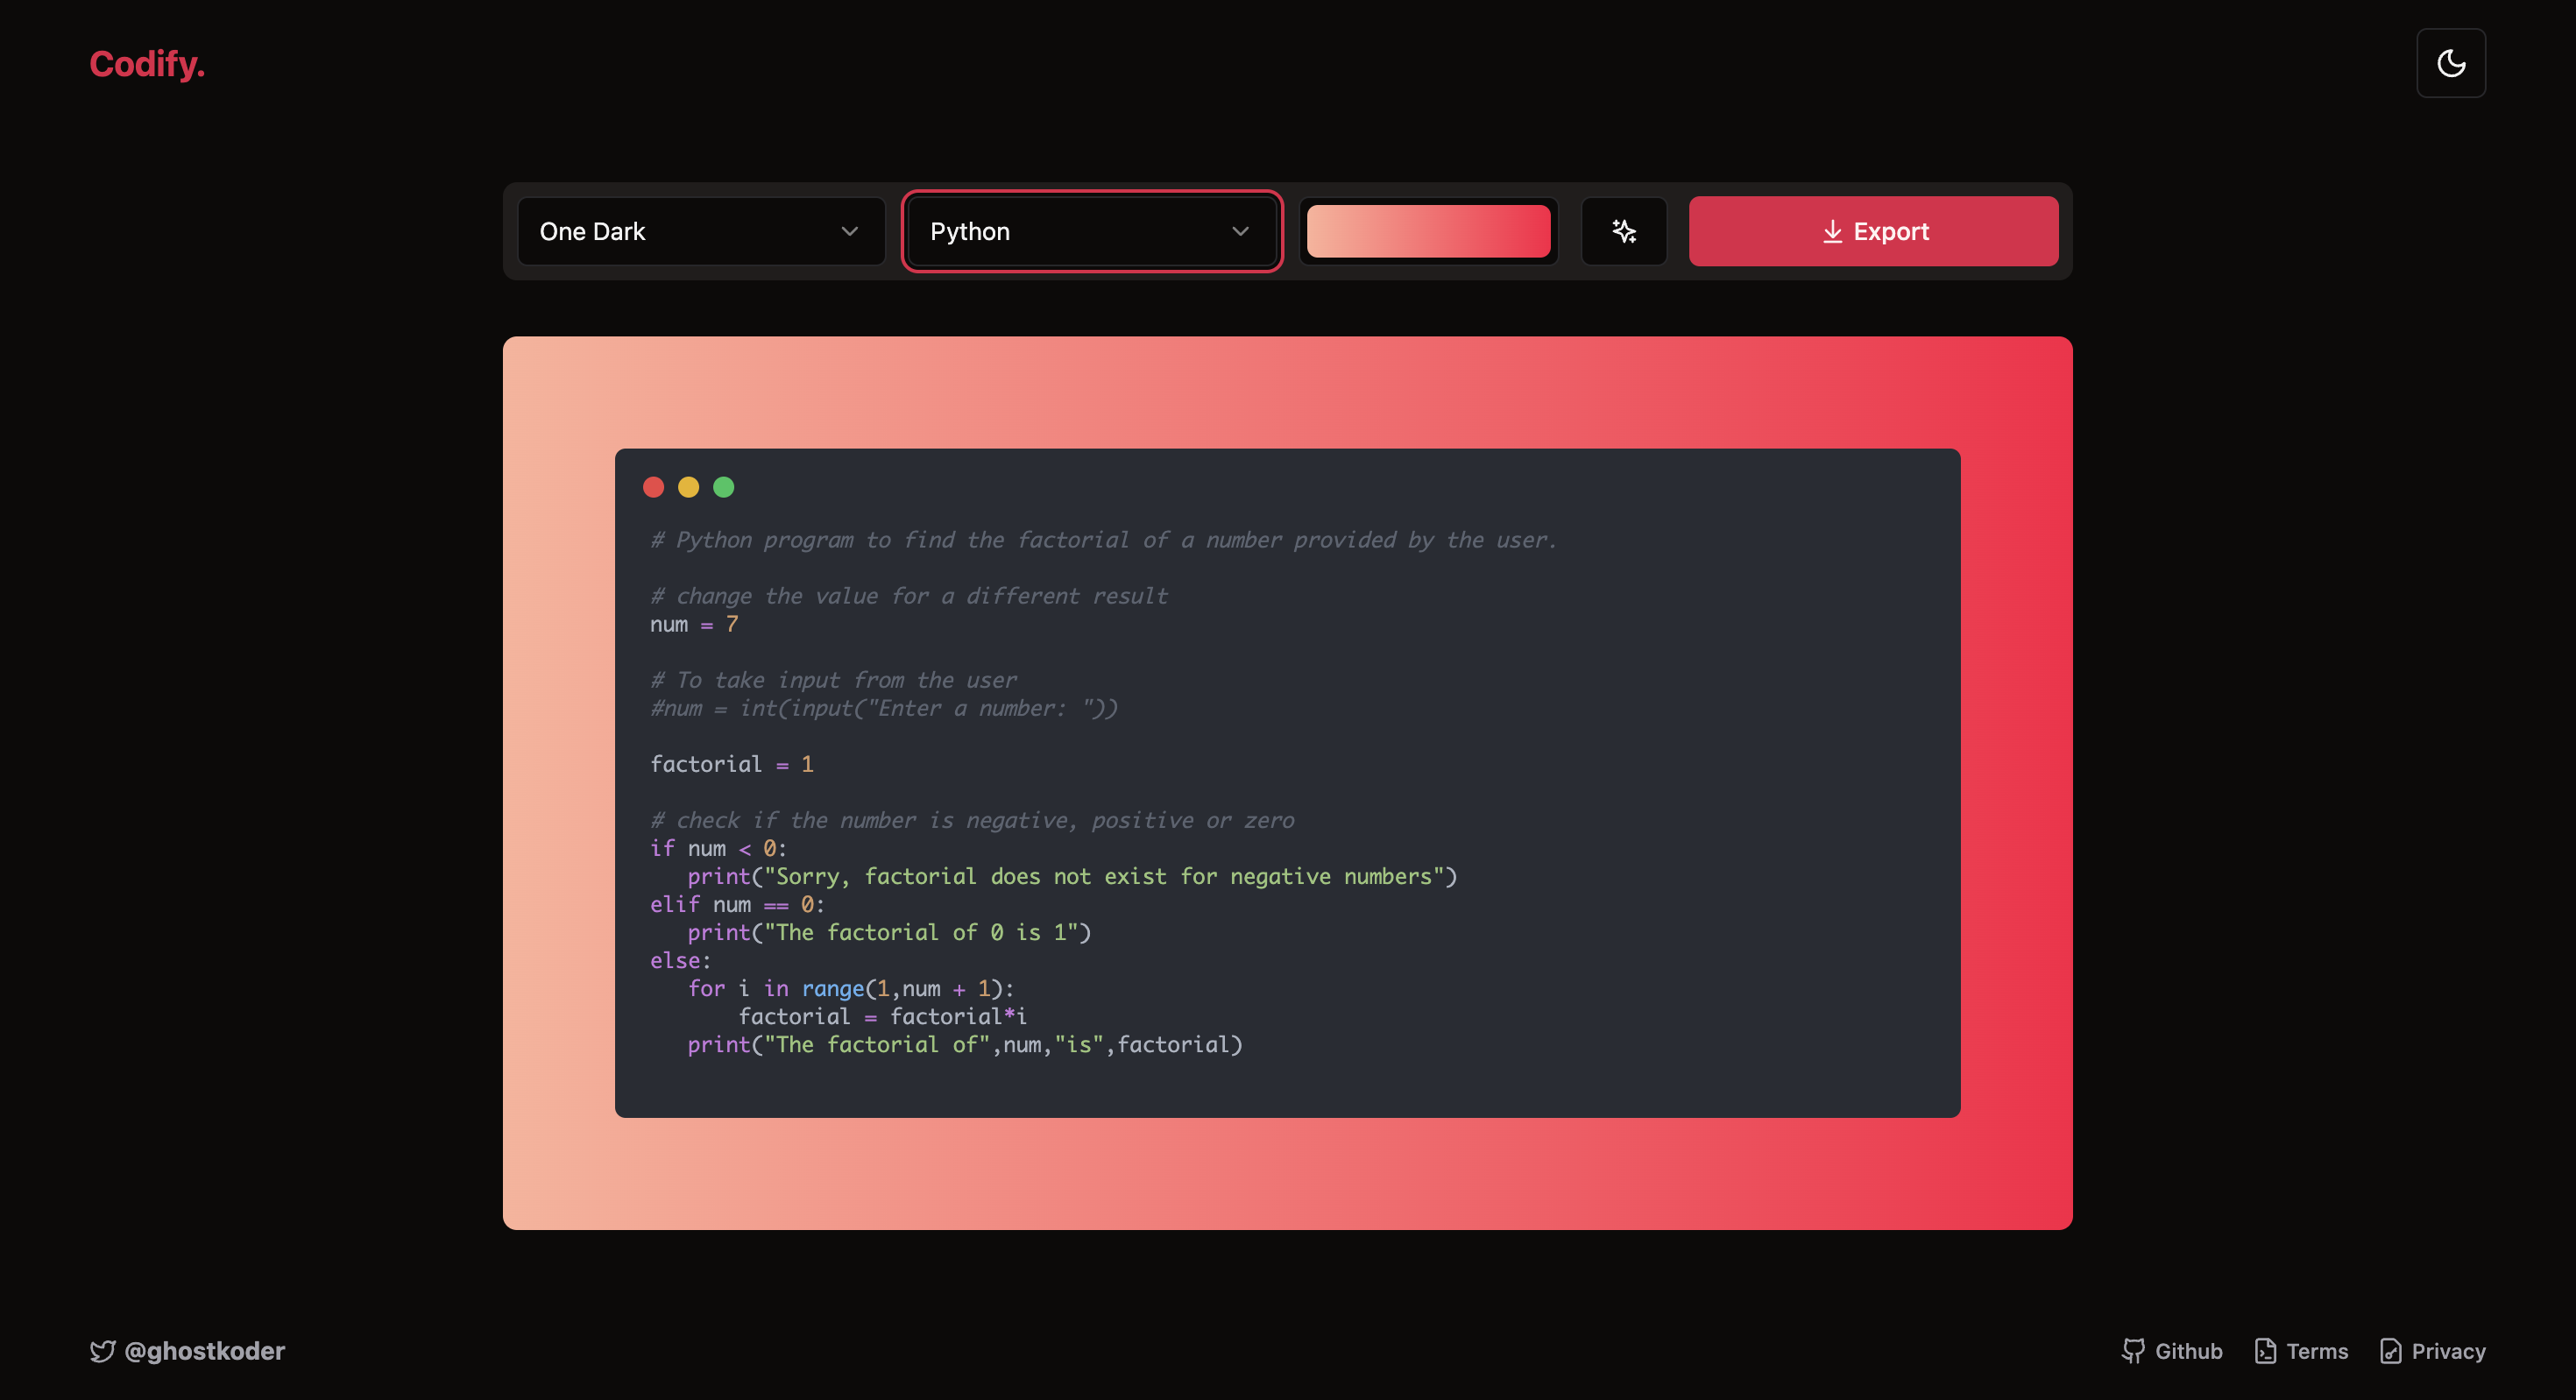 Codify.
One Dark
Python
Export
# Python program to find the factorial of a number provided by the user.
# change the value for a different result
num = 7
# To take input from the user
#num = int(input("Enter a number: "))
factorial = 1
# check if the number is negative, positive or zero
if num < 0:
   print("Sorry, factorial does not exist for negative numbers")
elif num == 0:
   print("The factorial of 0 is 1")
else:
   for i in range(1,num + 1):
       factorial = factorial*i
   print("The factorial of",num,"is",factorial)
@ghostkoder
Github
Terms
Privacy